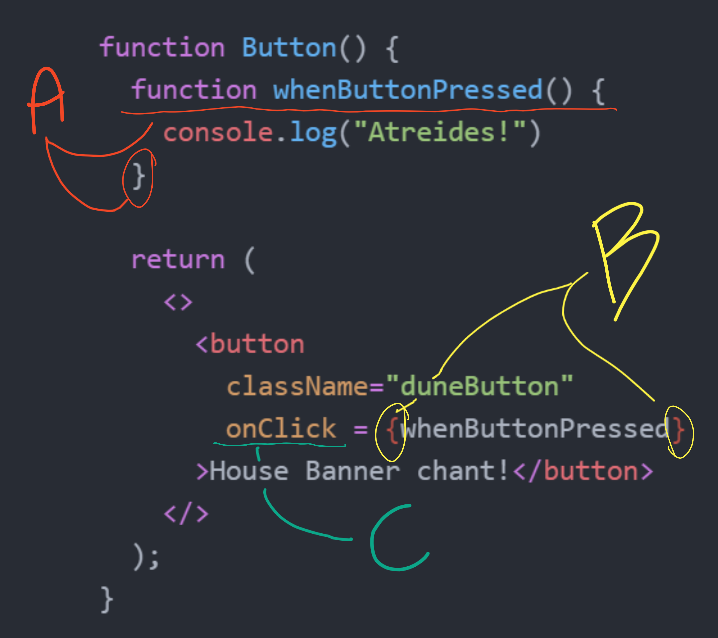 function Button() {
A
function whenButtonPressed() {
console.log("Atreides!")
}
B
return (
<>
<button
className="duneButton"
onClick = {whenButtonPressed}
>House Banner chant!</button>
</>
C
);
}